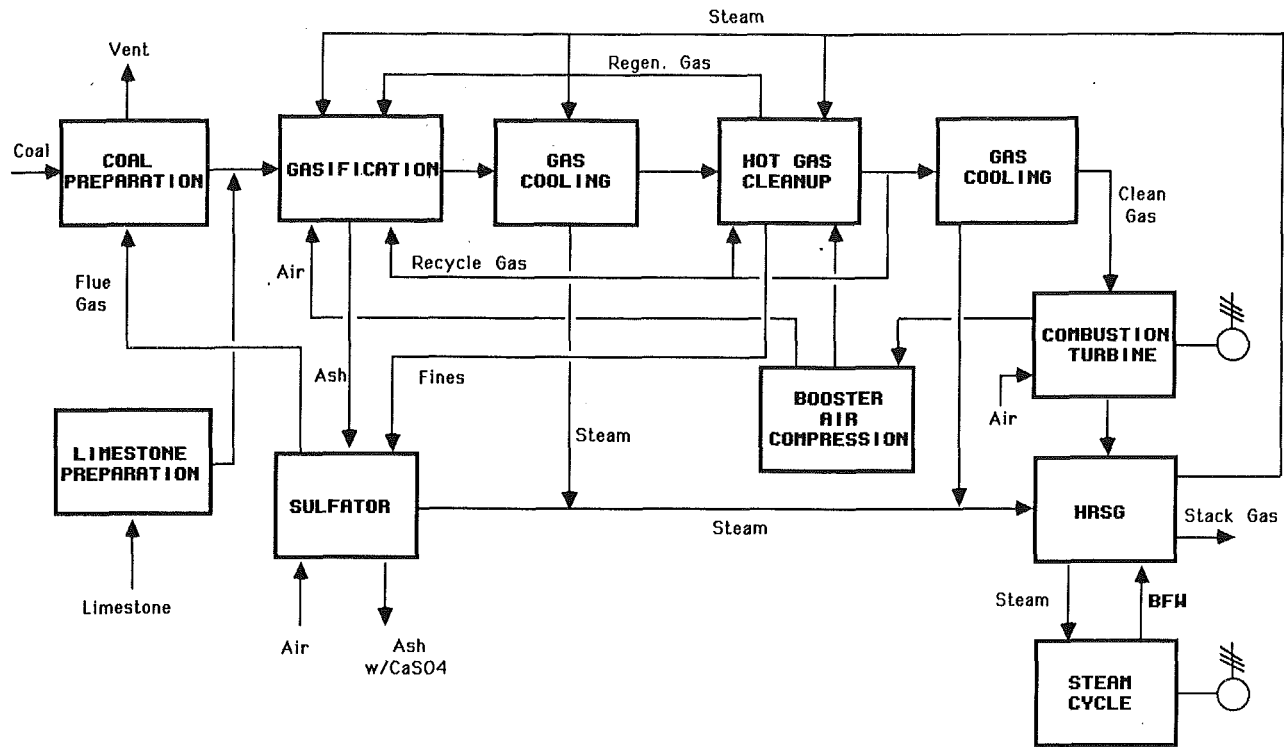 Steam
Vent
Regen. Gas
Coal
COAL
PREPARATION
GASIFICATION
GAS
COOLING
HOT GAS
CLEANUP
GAS
COOLING
Clean
Gas
Flue
Gas
Air
Recycle Gas
COMBUSTION
TURBINE
Ash
Fines
BOOSTER
AIR
COMPRESSION
Air
LIMESTONE
PREPARATION
Steam
SULFATOR
Steam
HRSG
Stack Gas
Limestone
Air
Ash
w/CaSO4
Steam
BFW
STEAM
CYCLE